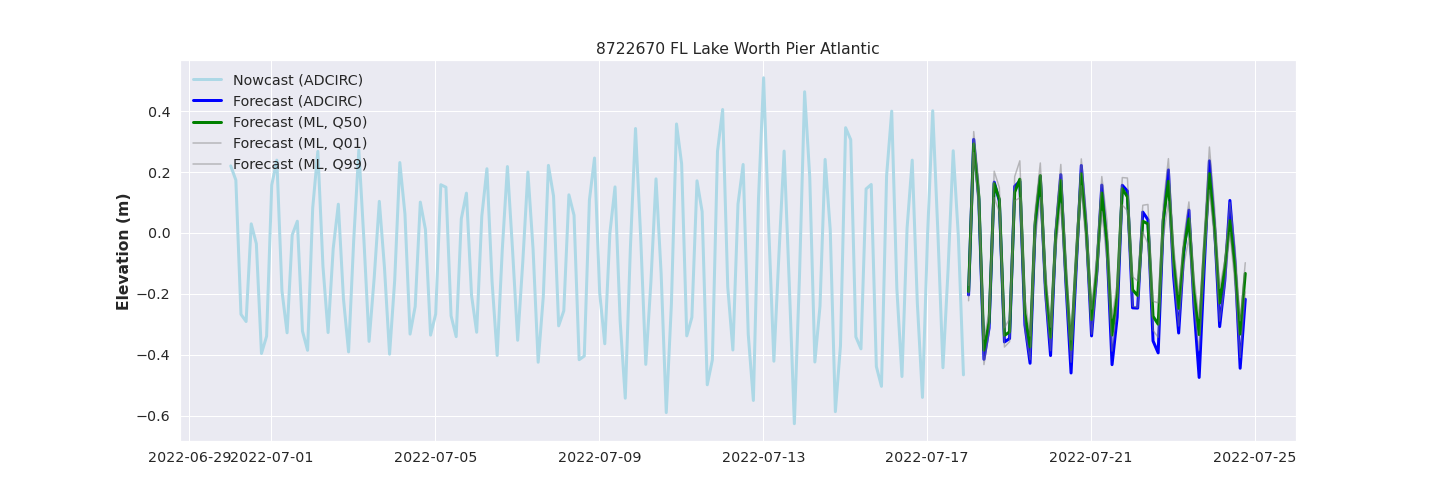 8722670 FL Lake Worth Pier Atlantic
Nowcast (ADCIRC)
Forecast (ADCIRC)
Forecast (ML, Q50)
Forecast (ML, Q01)
Forecast (ML, Q99)
Elevation (m)
0.4
0.2
0.0
−0.2
−0.4
−0.6
2022-06-29 2022-07-01 2022-07-05 2022-07-09 2022-07-13 2022-07-17 2022-07-21 2022-07-25